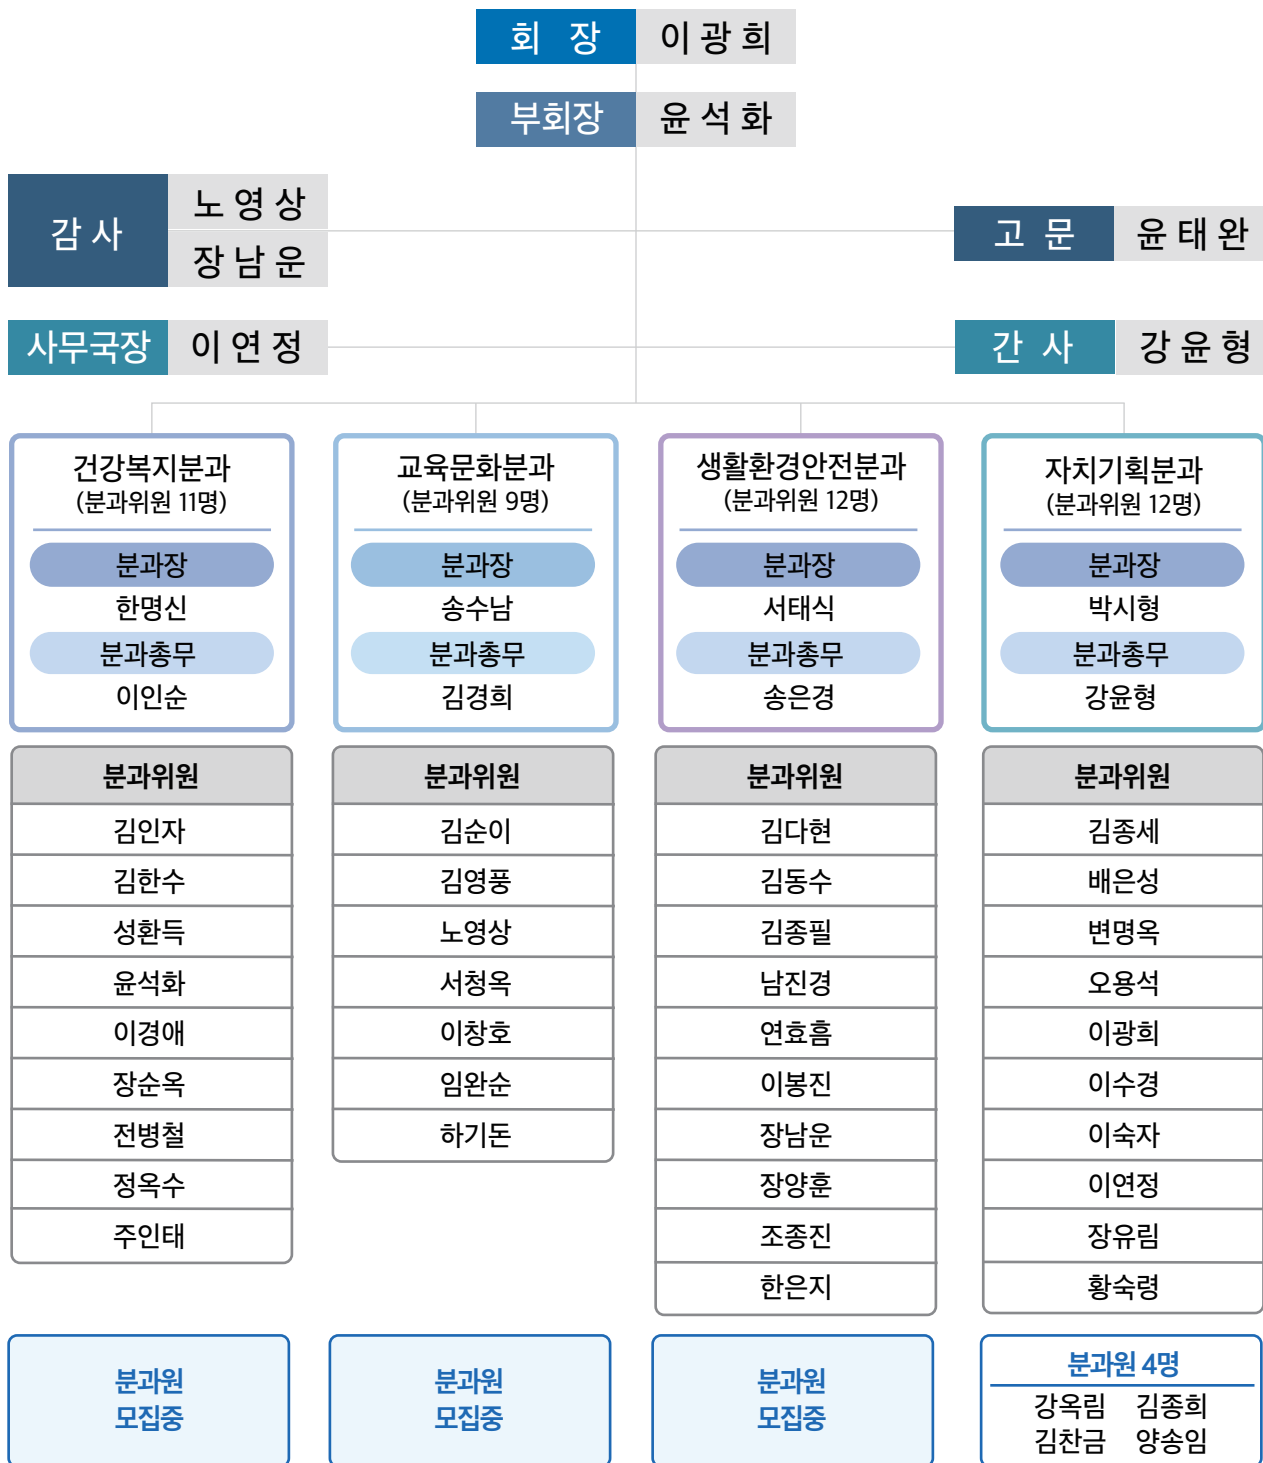 회 장 이 광 희
부회장 윤 석 화
감 사 노 영 상
장 남 운
고 문 윤 태 완
사무국장 이 연 정
간 사 강 윤 형
건강복지분과
(분과위원 11명)
분과장
한명신
분과총무
이인순
교육문화분과
(분과위원 9명)
분과장
송수남
분과총무
김경희
생활환경안전분과
(분과위원 12명)
분과장
서태식
분과총무
송은경
자치기획분과
(분과위원 12명)
분과장
박시형
분과총무
강윤형
분과위원
김인자
김한수
성환득
윤석화
이경애
장순옥
전병철
정옥수
주인태
분과위원
김순이
김영풍
노영상
서청옥
이창호
임완순
하기돈
분과위원
김다현
김동수
김종필
남진경
연효흠
이봉진
장남운
장양훈
조종진
한은지
분과위원
김종세
배은성
변명옥
오용석
이광희
이수경
이숙자
이연정
장유림
황숙령
분과원
모집중
분과원
모집중
분과원
모집중
분과원 4명
강옥림 김종희
김찬금 양송임